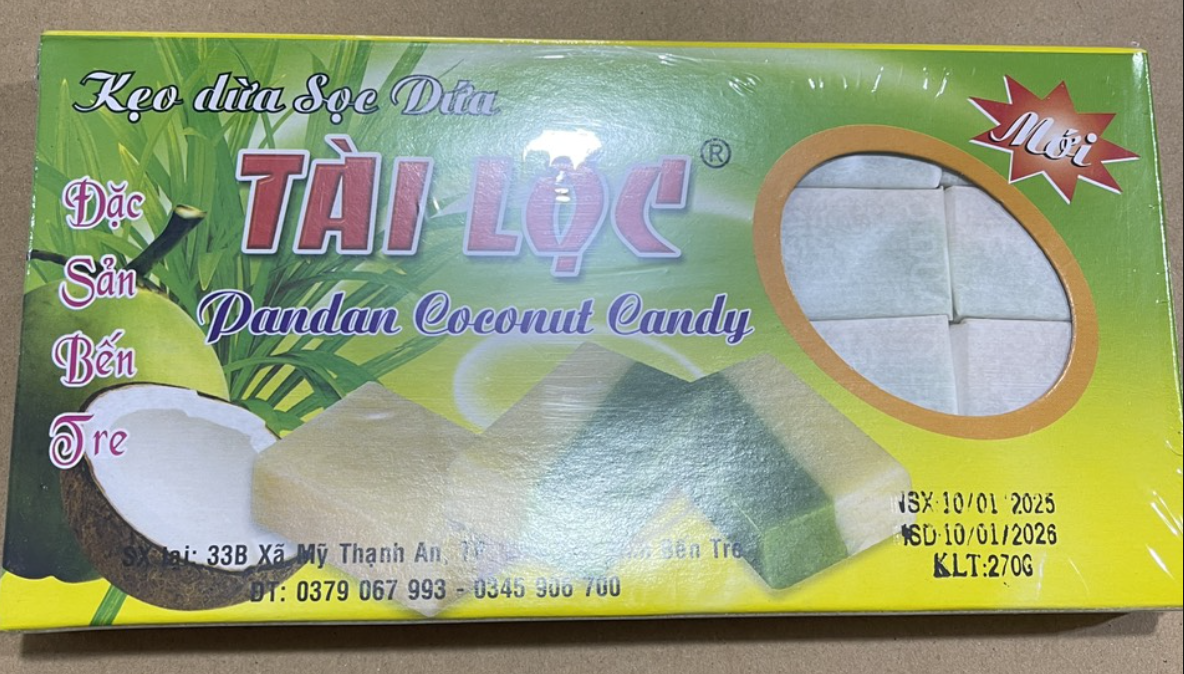 Kẹo dừa Sọc Dứa
TÀI LỘC ®
Mới
Đặc
Sản
Bến
Tre
Pandan Coconut Candy
NSX 10/01 2025
HSD 10/01/2026
KLT:270G
SX tại: 33B Xã Mỹ Thạnh An, Bến Tre
ĐT: 0379 067 993 - 0345 906 700